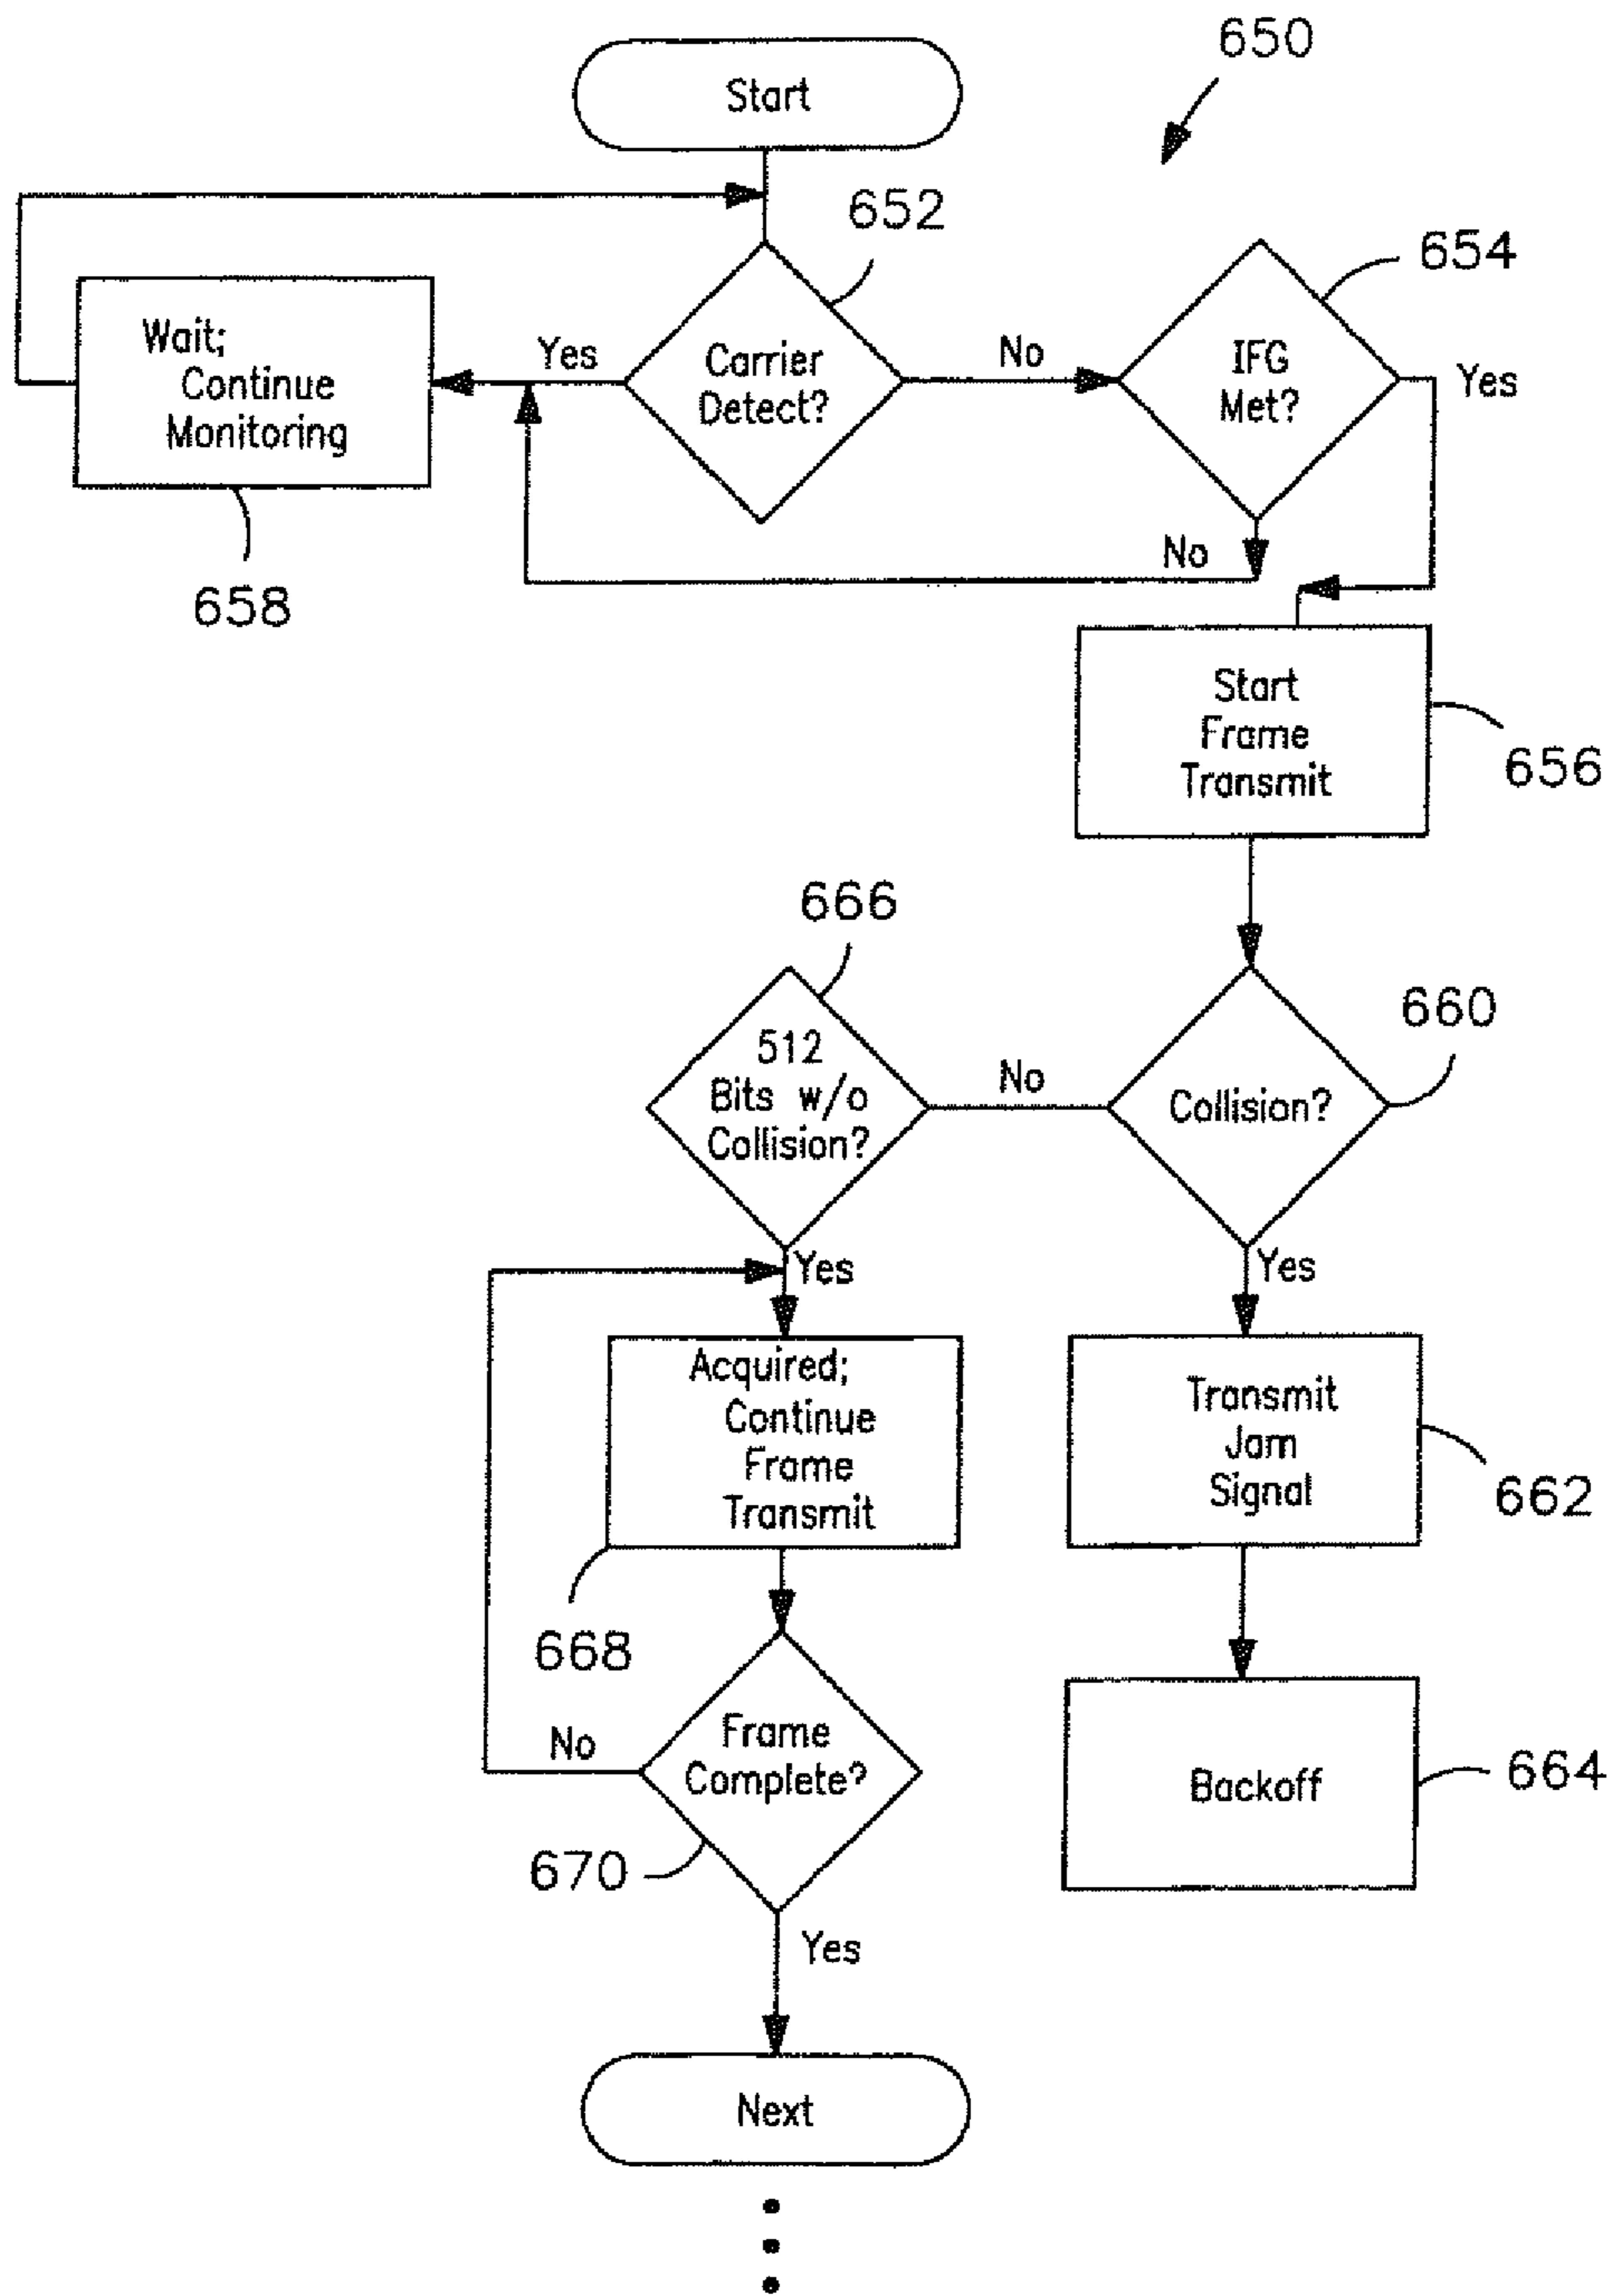 650
Start
652
654
Wait;
Continue
Monitoring
Yes
Carrier
Detect?
No
IFG
Met?
Yes
No
658
Start
Frame
Transmit
656
666
660
512
Bits w/o
Collision?
No
Collision?
Yes
Yes
Acquired;
Continue
Frame
Transmit
Transmit
Jam
Signal
662
668
No
Frame
Complete?
Backoff
664
670
Yes
Next